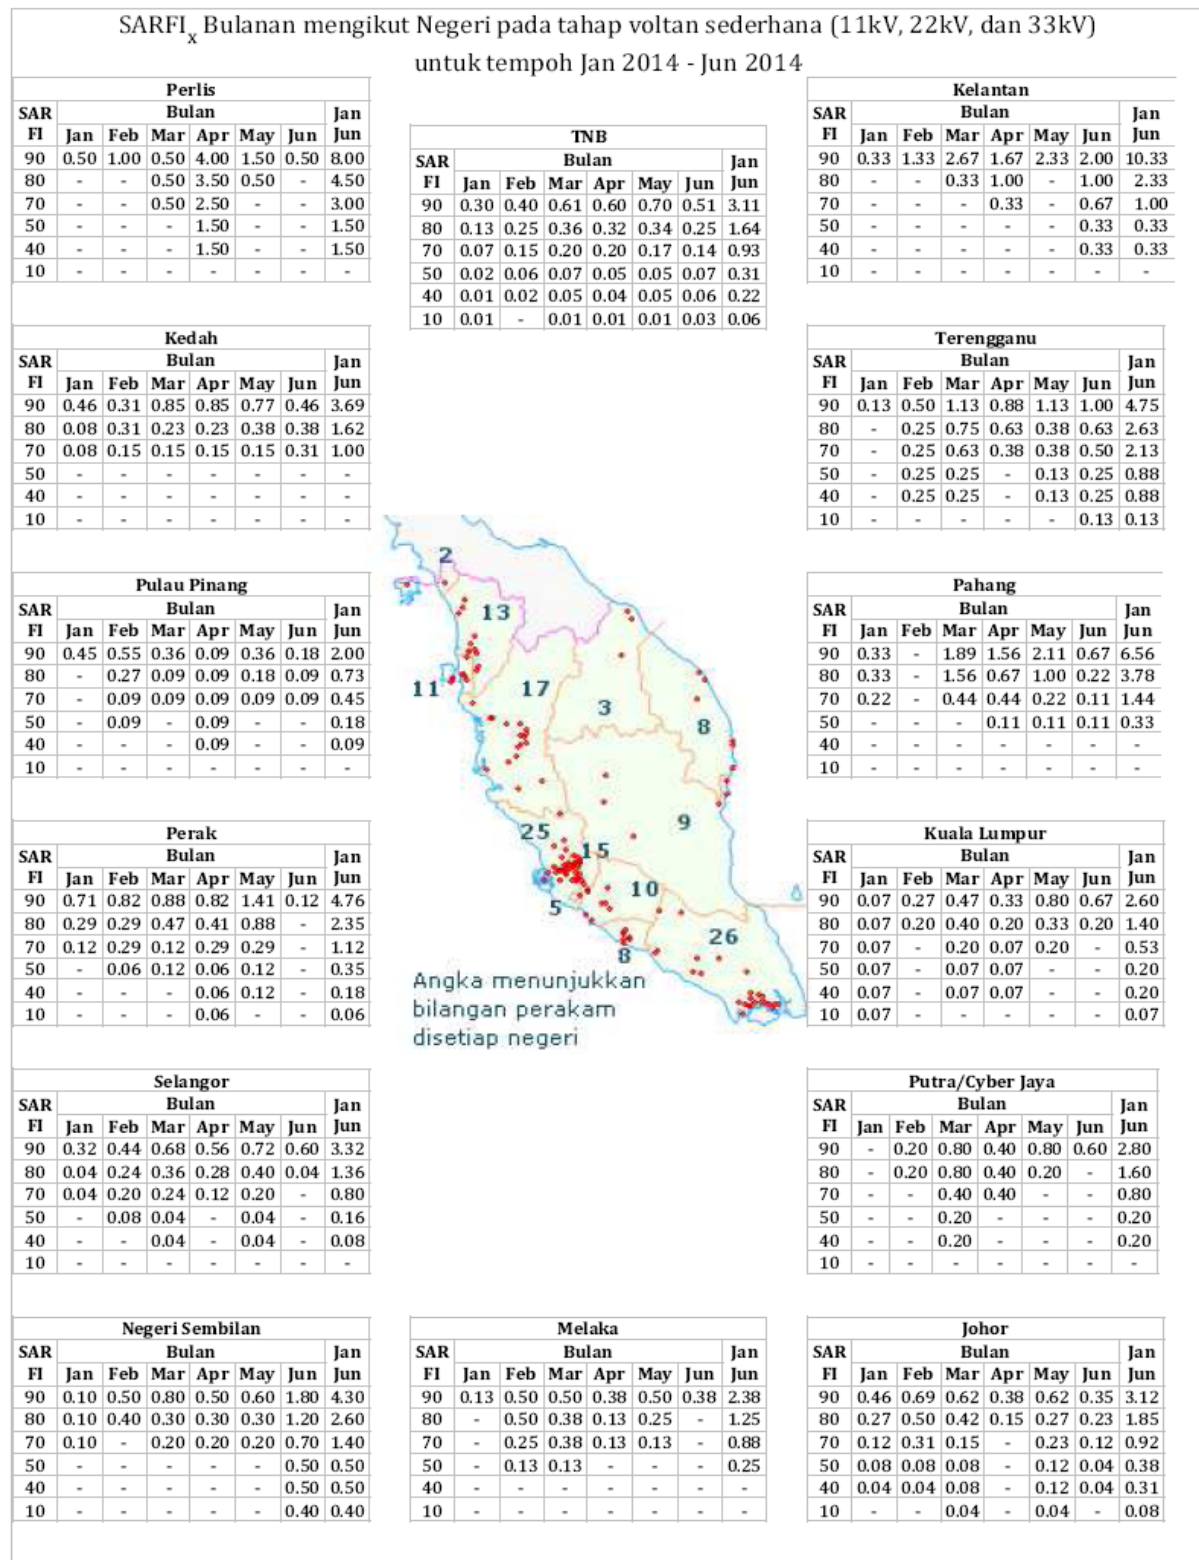 SARFIx Bulanan mengikut Negeri pada tahap voltan sederhana (11kV, 22kV, dan 33kV)
untuk tempoh Jan 2014 - Jun 2014
Perlis
SAR Bulan Jan
FI Jan Feb Mar Apr May Jun Jun
90 0.50 1.00 0.50 4.00 1.50 0.50 8.00
80 - - 0.50 3.50 0.50 - 4.50
70 - - 0.50 2.50 - - 3.00
50 - - - 1.50 - - 1.50
40 - - - 1.50 - - 1.50
10 - - - - - - -
TNB
SAR Bulan Jan
FI Jan Feb Mar Apr May Jun Jun
90 0.30 0.40 0.61 0.60 0.70 0.51 3.11
80 0.13 0.25 0.36 0.32 0.34 0.25 1.64
70 0.07 0.15 0.20 0.20 0.17 0.14 0.93
50 0.02 0.06 0.07 0.05 0.05 0.07 0.31
40 0.01 0.02 0.05 0.04 0.05 0.06 0.22
10 0.01 - 0.01 0.01 0.01 0.03 0.06
Kelantan
SAR Bulan Jan
FI Jan Feb Mar Apr May Jun Jun
90 0.33 1.33 2.67 1.67 2.33 2.00 10.33
80 - - 0.33 1.00 - 1.00 2.33
70 - - - 0.33 - 0.67 1.00
50 - - - - - 0.33 0.33
40 - - - - - 0.33 0.33
10 - - - - - - -
Kedah
SAR Bulan Jan
FI Jan Feb Mar Apr May Jun Jun
90 0.46 0.31 0.85 0.85 0.77 0.46 3.69
80 0.08 0.31 0.23 0.23 0.38 0.38 1.62
70 0.08 0.15 0.15 0.15 0.15 0.31 1.00
50 - - - - - - -
40 - - - - - - -
10 - - - - - - -
Terengganu
SAR Bulan Jan
FI Jan Feb Mar Apr May Jun Jun
90 0.13 0.50 1.13 0.88 1.13 1.00 4.75
80 - 0.25 0.75 0.63 0.38 0.63 2.63
70 - 0.25 0.63 0.38 0.38 0.50 2.13
50 - 0.25 0.25 - 0.13 0.25 0.88
40 - 0.25 0.25 - 0.13 0.25 0.88
10 - - - - - 0.13 0.13
Pulau Pinang
SAR Bulan Jan
FI Jan Feb Mar Apr May Jun Jun
90 0.45 0.55 0.36 0.09 0.36 0.18 2.00
80 - 0.27 0.09 0.09 0.18 0.09 0.73
70 - 0.09 0.09 0.09 0.09 0.09 0.45
50 - 0.09 - 0.09 - - 0.18
40 - - - 0.09 - - 0.09
10 - - - - - - -
2
13
11
17
3
8
9
25
15
10
5
26
8
Angka menunjukkan
bilangan perakam
disetiap negeri
Pahang
SAR Bulan Jan
FI Jan Feb Mar Apr May Jun Jun
90 0.33 - 1.89 1.56 2.11 0.67 6.56
80 0.33 - 1.56 0.67 1.00 0.22 3.78
70 0.22 - 0.44 0.44 0.22 0.11 1.44
50 - - - 0.11 0.11 0.11 0.33
40 - - - - - - -
10 - - - - - - -
Perak
SAR Bulan Jan
FI Jan Feb Mar Apr May Jun Jun
90 0.71 0.82 0.88 0.82 1.41 0.12 4.76
80 0.29 0.29 0.47 0.41 0.88 - 2.35
70 0.12 0.29 0.12 0.29 0.29 - 1.12
50 - 0.06 0.12 0.06 0.12 - 0.35
40 - - - 0.06 0.12 - 0.18
10 - - - 0.06 - - 0.06
Kuala Lumpur
SAR Bulan Jan
FI Jan Feb Mar Apr May Jun Jun
90 0.07 0.27 0.47 0.33 0.80 0.67 2.60
80 0.07 0.20 0.40 0.20 0.33 0.20 1.40
70 0.07 - 0.20 0.07 0.20 - 0.53
50 0.07 - 0.07 0.07 - - 0.20
40 0.07 - 0.07 0.07 - - 0.20
10 0.07 - - - - - 0.07
Selangor
SAR Bulan Jan
FI Jan Feb Mar Apr May Jun Jun
90 0.32 0.44 0.68 0.56 0.72 0.60 3.32
80 0.04 0.24 0.36 0.28 0.40 0.04 1.36
70 0.04 0.20 0.24 0.12 0.20 - 0.80
50 - 0.08 0.04 - 0.04 - 0.16
40 - - 0.04 - 0.04 - 0.08
10 - - - - - - -
Putra/Cyber Jaya
SAR Bulan Jan
FI Jan Feb Mar Apr May Jun Jun
90 - 0.20 0.80 0.40 0.80 0.60 2.80
80 - 0.20 0.80 0.40 0.20 - 1.60
70 - - 0.40 0.40 - - 0.80
50 - - 0.20 - - - 0.20
40 - - 0.20 - - - 0.20
10 - - - - - - -
Negeri Sembilan
SAR Bulan Jan
FI Jan Feb Mar Apr May Jun Jun
90 0.10 0.50 0.80 0.50 0.60 1.80 4.30
80 0.10 0.40 0.30 0.30 0.30 1.20 2.60
70 0.10 - 0.20 0.20 0.20 0.70 1.40
50 - - - - - 0.50 0.50
40 - - - - - 0.50 0.50
10 - - - - - 0.40 0.40
Melaka
SAR Bulan Jan
FI Jan Feb Mar Apr May Jun Jun
90 0.13 0.50 0.50 0.38 0.50 0.38 2.38
80 - 0.50 0.38 0.13 0.25 - 1.25
70 - 0.25 0.38 0.13 0.13 - 0.88
50 - 0.13 0.13 - - - 0.25
40 - - - - - - -
10 - - - - - - -
Johor
SAR Bulan Jan
FI Jan Feb Mar Apr May Jun Jun
90 0.46 0.69 0.62 0.38 0.62 0.35 3.12
80 0.27 0.50 0.42 0.15 0.27 0.23 1.85
70 0.12 0.31 0.15 - 0.23 0.12 0.92
50 0.08 0.08 0.08 - 0.12 0.04 0.38
40 0.04 0.04 0.08 - 0.12 0.04 0.31
10 - - 0.04 - 0.04 - 0.08